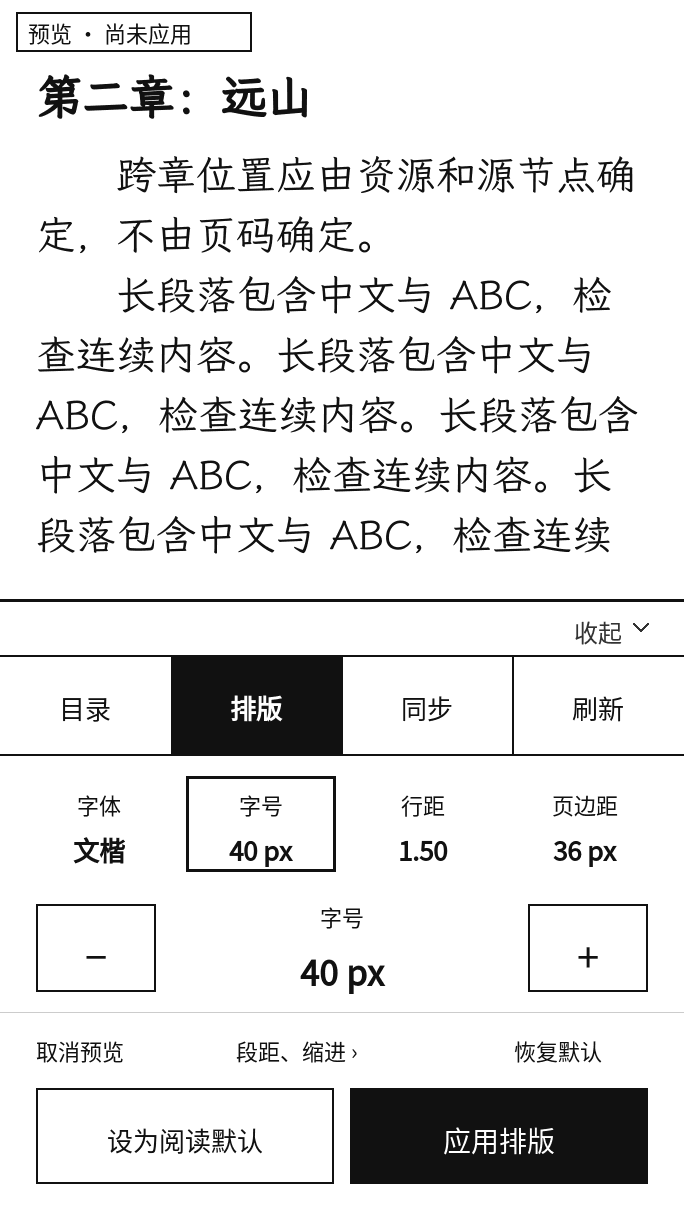 预览 · 尚未应用
第二章：远山
跨章位置应由资源和源节点确
定，不由页码确定。
长段落包含中文与 ABC，检
查连续内容。长段落包含中文与
ABC，检查连续内容。长段落包含
中文与 ABC，检查连续内容。长
段落包含中文与 ABC，检查连续
收起
目录 排版 同步 刷新
字体 字号 行距 页边距
文楷 40 px 1.50 36 px
字号
− 40 px +
取消预览 段距、缩进 › 恢复默认
设为阅读默认 应用排版